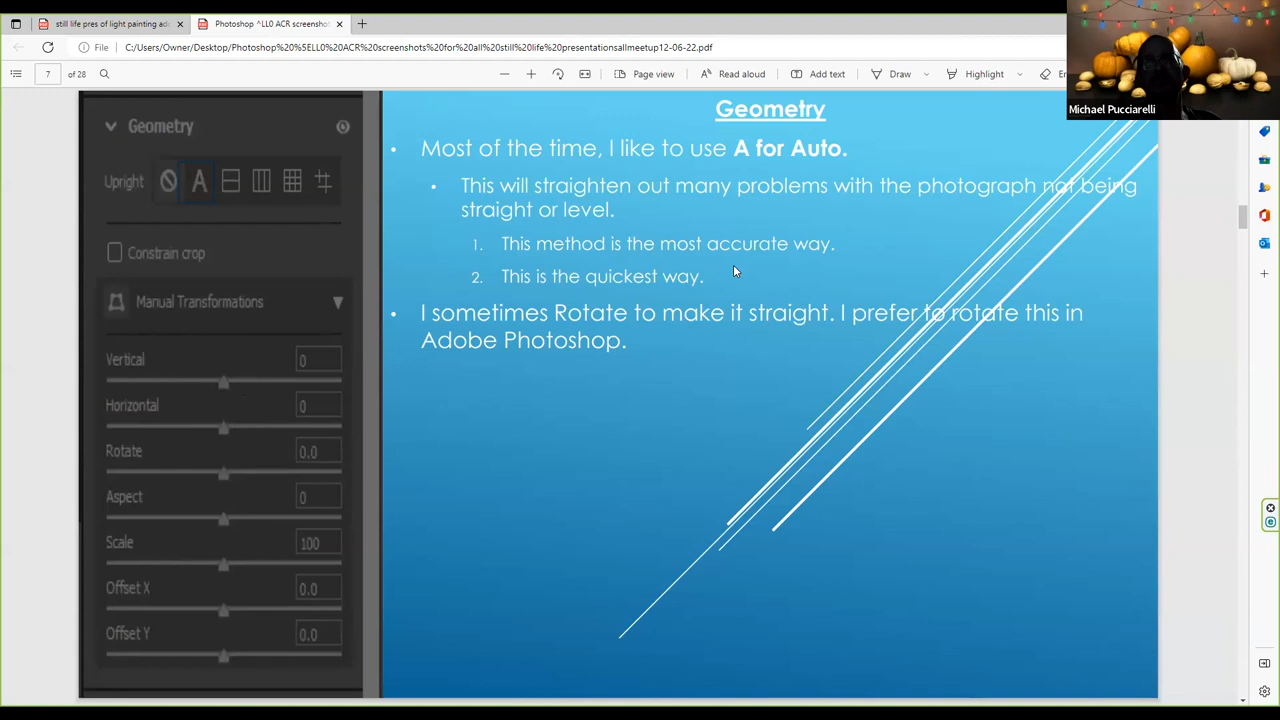 still life pres of light painting ad
Photoshop ^LL0 ACR screenshots
File
C:/Users/Owner/Desktop/Photoshop%20%5ELL0%20ACR%20screenshots%20for%20all%20still%20life%20presentationsallmeetup12-06-22.pdf
7 of 28
Page view
Read aloud
Add text
Draw
Highlight
Michael Pucciarelli
Geometry
Upright
A
Constrain crop
Manual Transformations
Vertical 0
Horizontal 0
Rotate 0.0
Aspect 0
Scale 100
Offset X 0.0
Offset Y 0.0
Geometry
• Most of the time, I like to use A for Auto.
• This will straighten out many problems with the photograph not being
straight or level.
1. This method is the most accurate way.
2. This is the quickest way.
• I sometimes Rotate to make it straight. I prefer to rotate this in
Adobe Photoshop.